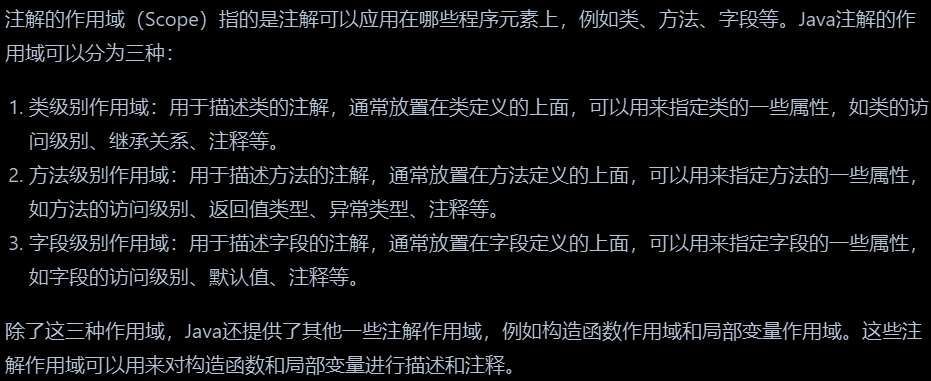 注解的作用域（Scope）指的是注解可以应用在哪些程序元素上，例如类、方法、字段等。Java注解的作
用域可以分为三种：
1. 类级别作用域：用于描述类的注解，通常放置在类定义的上面，可以用来指定类的一些属性，如类的访
问级别、继承关系、注释等。
2. 方法级别作用域：用于描述方法的注解，通常放置在方法定义的上面，可以用来指定方法的一些属性，
如方法的访问级别、返回值类型、异常类型、注释等。
3. 字段级别作用域：用于描述字段的注解，通常放置在字段定义的上面，可以用来指定字段的一些属性，
如字段的访问级别、默认值、注释等。
除了这三种作用域，Java还提供了其他一些注解作用域，例如构造函数作用域和局部变量作用域。这些注
解作用域可以用来对构造函数和局部变量进行描述和注释。